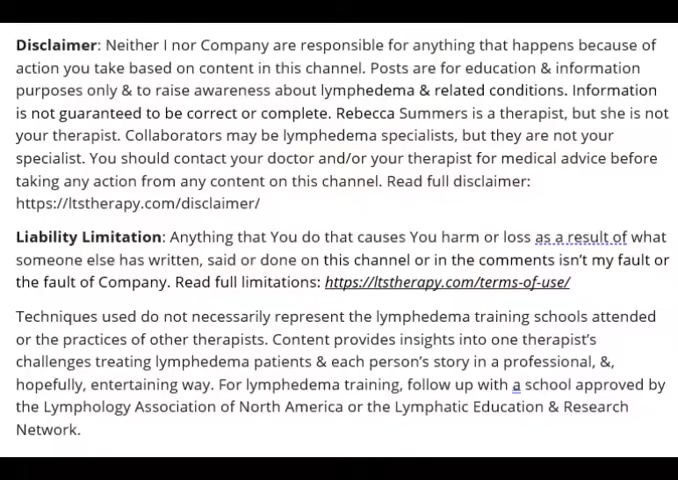 Disclaimer: Neither I nor Company are responsible for anything that happens because of
action you take based on content in this channel. Posts are for education & information
purposes only & to raise awareness about lymphedema & related conditions. Information
is not guaranteed to be correct or complete. Rebecca Summers is a therapist, but she is not
your therapist. Collaborators may be lymphedema specialists, but they are not your
specialist. You should contact your doctor and/or your therapist for medical advice before
taking any action from any content on this channel. Read full disclaimer:
https://ltstherapy.com/disclaimer/
Liability Limitation: Anything that You do that causes You harm or loss as a result of what
someone else has written, said or done on this channel or in the comments isn't my fault or
the fault of Company. Read full limitations: https://ltstherapy.com/terms-of-use/
Techniques used do not necessarily represent the lymphedema training schools attended
or the practices of other therapists. Content provides insights into one therapist's
challenges treating lymphedema patients & each person's story in a professional, &,
hopefully, entertaining way. For lymphedema training, follow up with a school approved by
the Lymphology Association of North America or the Lymphatic Education & Research
Network.